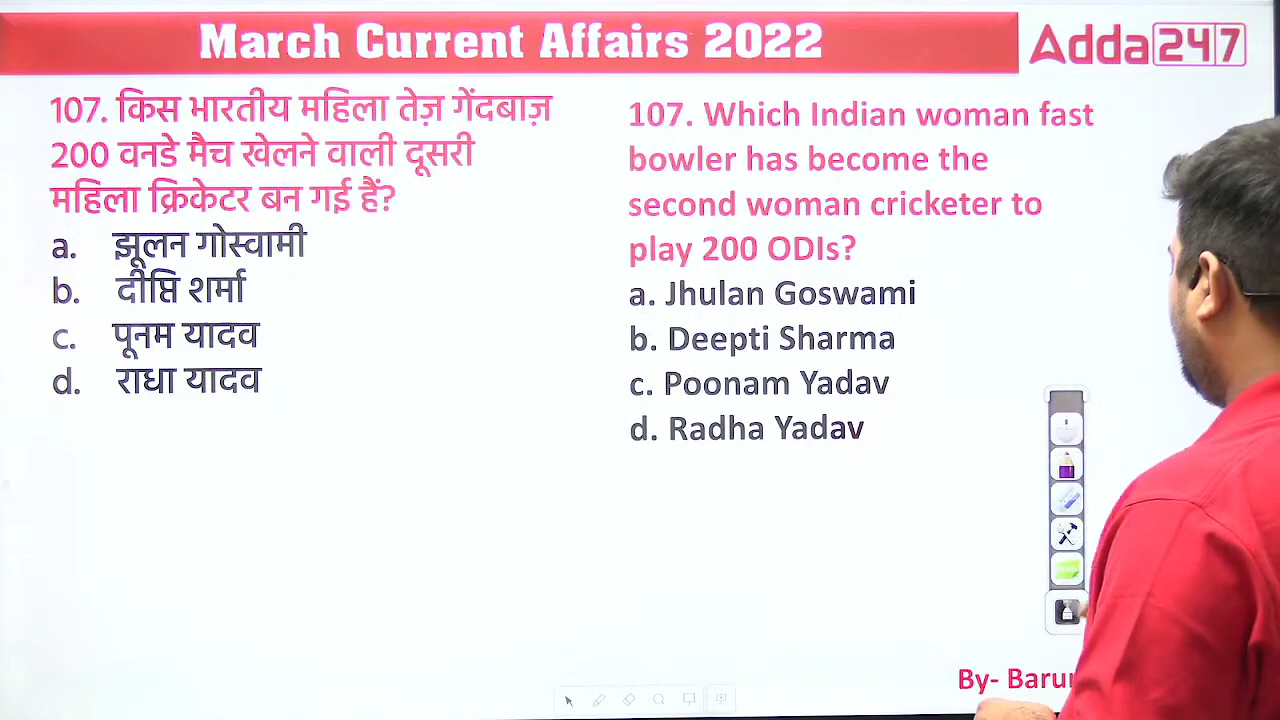 March Current Affairs 2022
Adda247
107. किस भारतीय महिला तेज़ गेंदबाज़
200 वनडे मैच खेलने वाली दूसरी
महिला क्रिकेटर बन गई हैं?
a. झूलन गोस्वामी
b. दीप्ति शर्मा
c. पूनम यादव
d. राधा यादव
107. Which Indian woman fast
bowler has become the
second woman cricketer to
play 200 ODIs?
a. Jhulan Goswami
b. Deepti Sharma
c. Poonam Yadav
d. Radha Yadav
By-